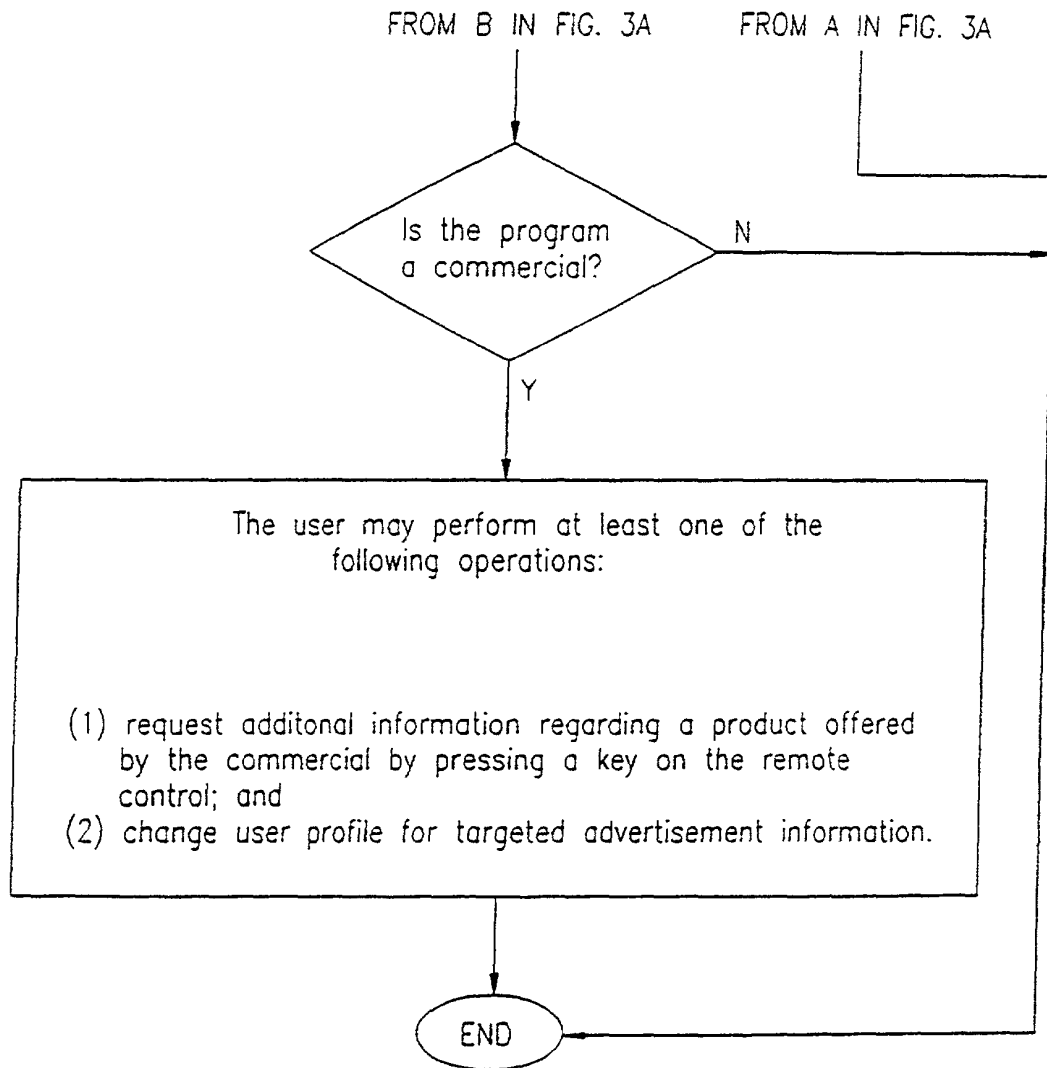 FROM B IN FIG. 3A
FROM A IN FIG. 3A
Is the program
a commercial?
N
Y
The user may perform at least one of the
following operations:
(1) request additonal information regarding a product offered
by the commercial by pressing a key on the remote
control; and
(2) change user profile for targeted advertisement information.
END